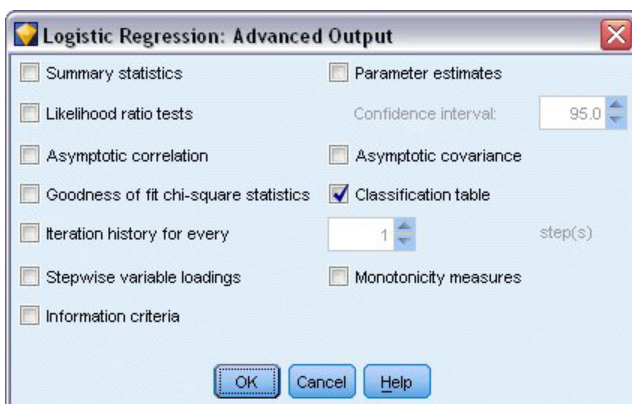 Logistic Regression: Advanced Output
Summary statistics
Parameter estimates
Likelihood ratio tests
Confidence interval:
95.0
Asymptotic correlation
Asymptotic covariance
Goodness of fit chi-square statistics
Classification table
Iteration history for every
1
step(s)
Stepwise variable loadings
Monotonicity measures
Information criteria
OK
Cancel
Help